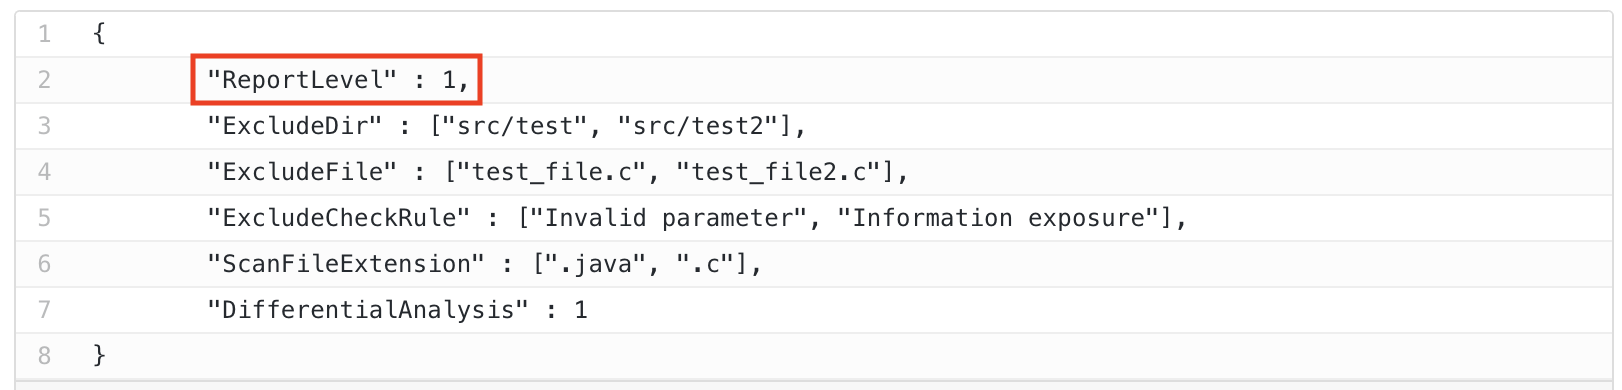 1 {
2 "ReportLevel" : 1,
3 "ExcludeDir" : ["src/test", "src/test2"],
4 "ExcludeFile" : ["test_file.c", "test_file2.c"],
5 "ExcludeCheckRule" : ["Invalid parameter", "Information exposure"],
6 "ScanFileExtension" : [".java", ".c"],
7 "DifferentialAnalysis" : 1
8 }